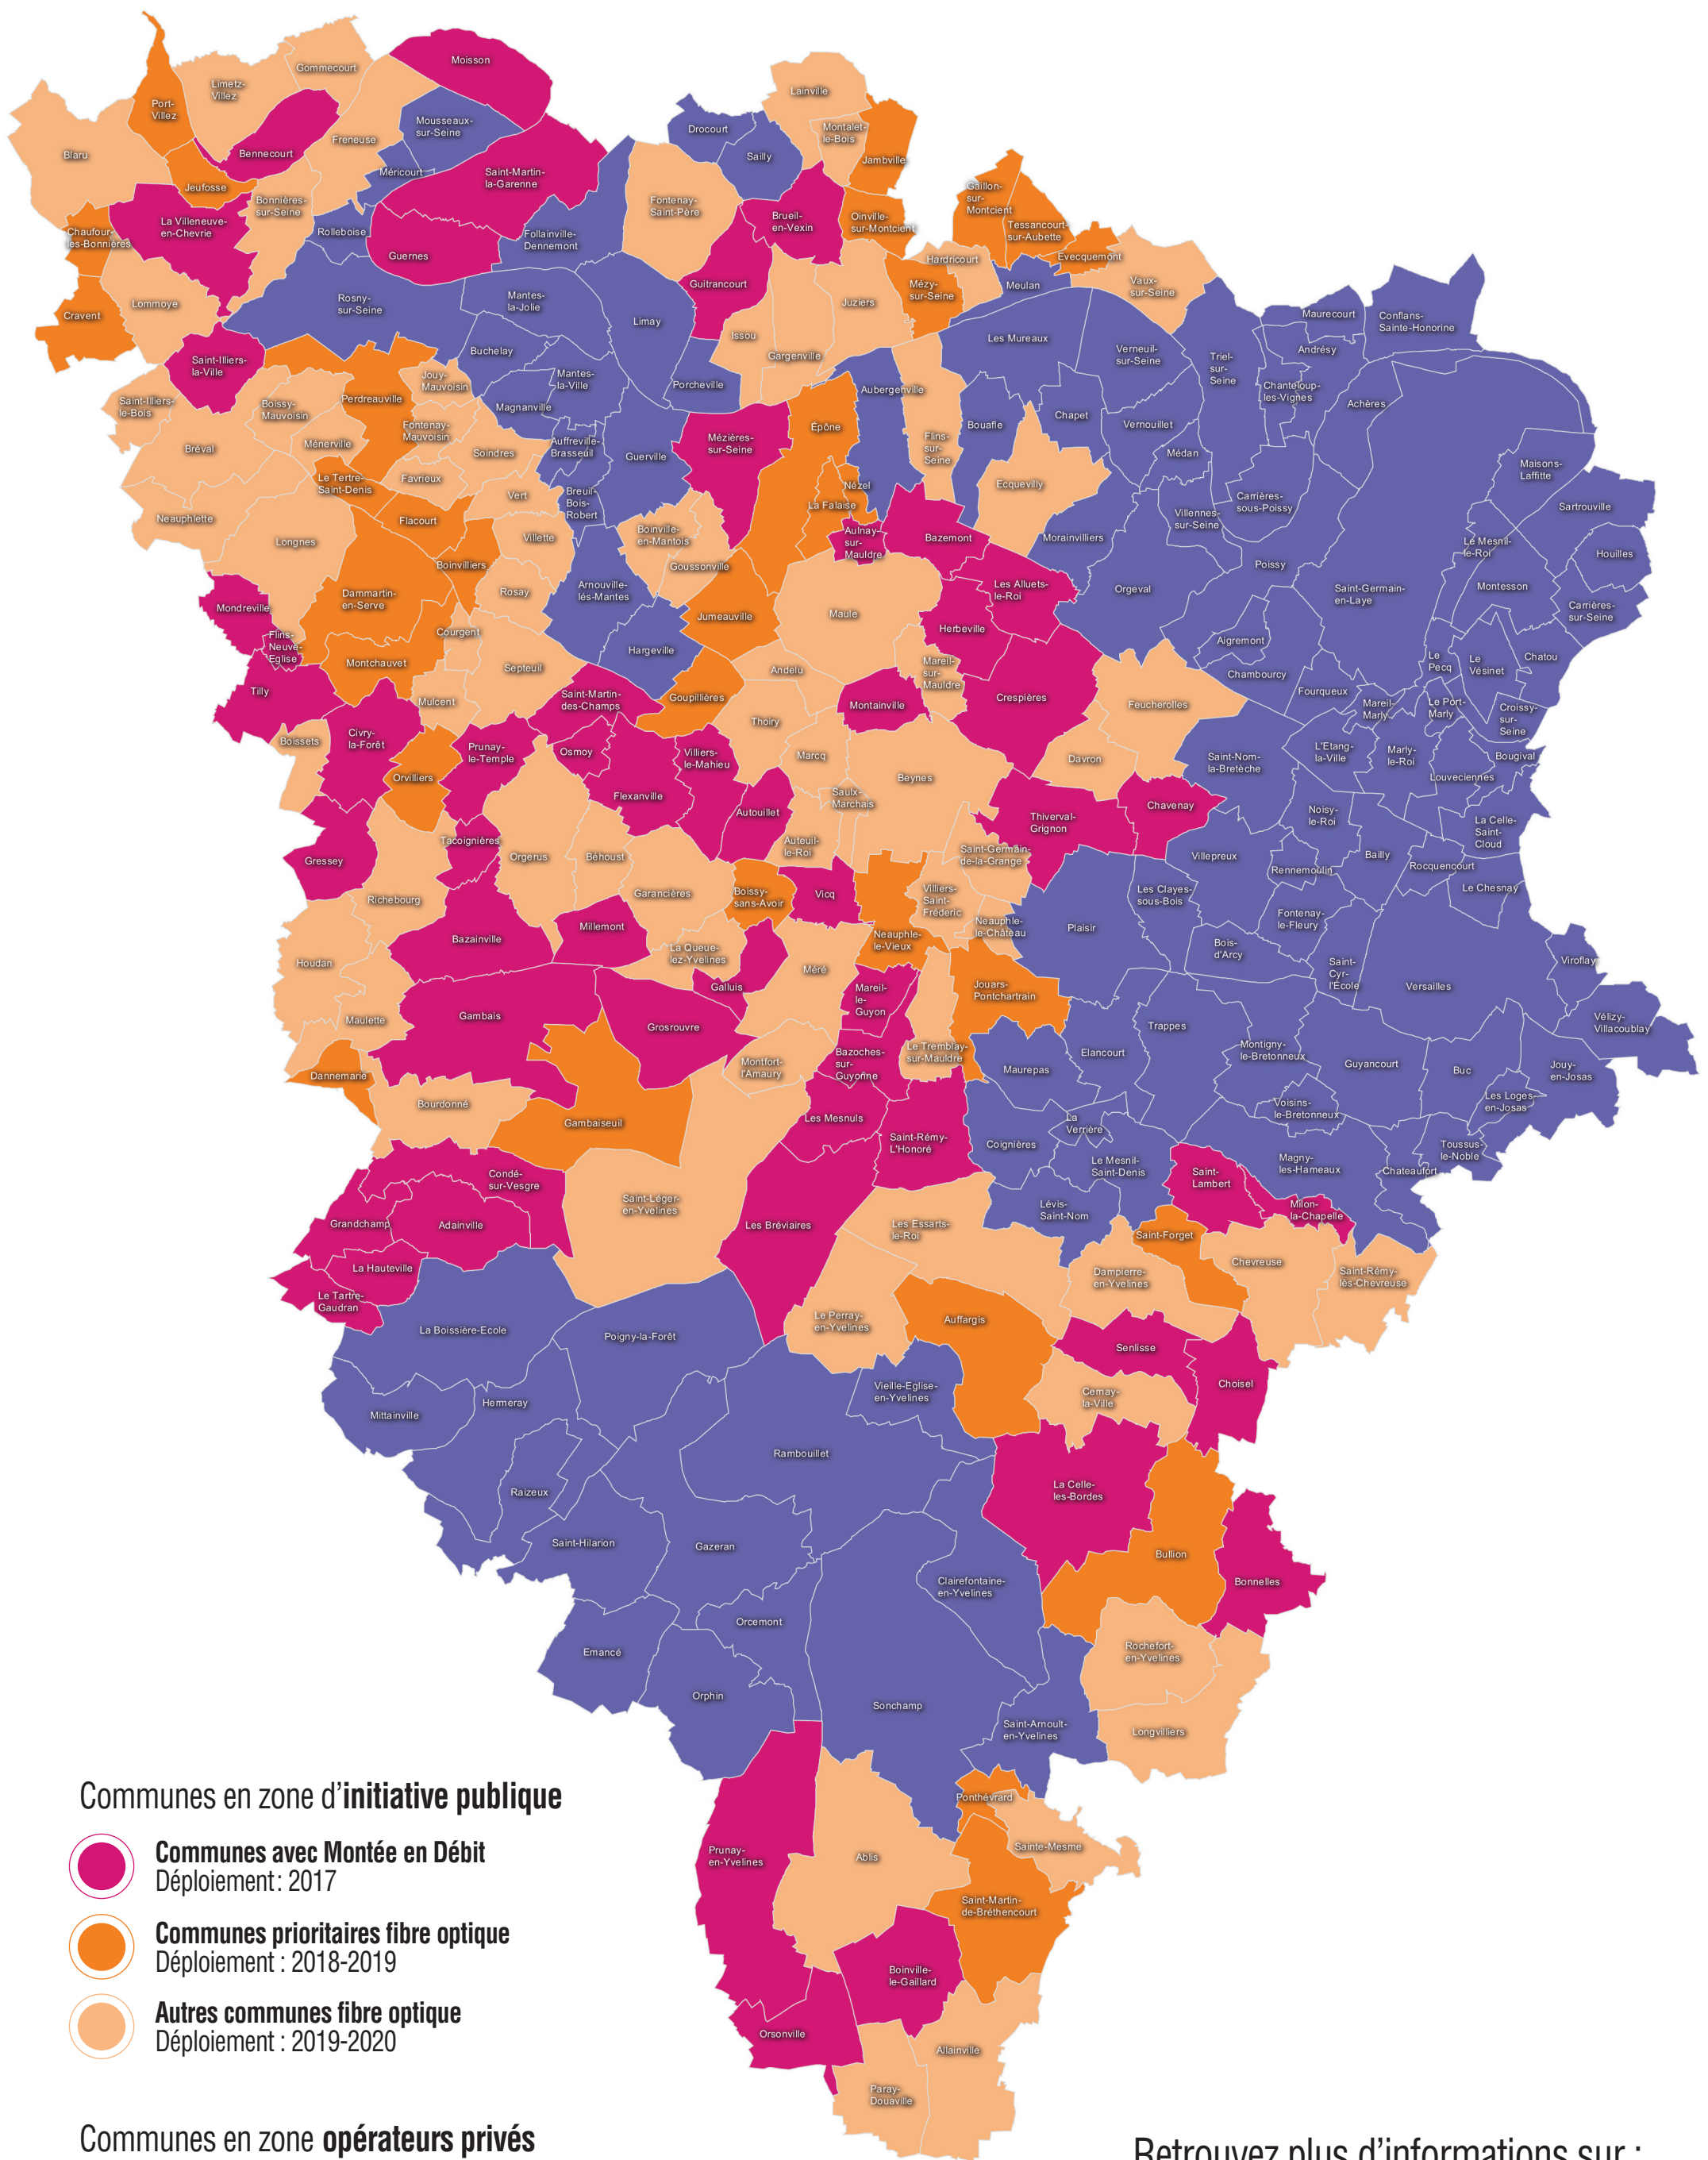 Moisson
Gommecourt
Limetz-
Villez
Port-
Villez
Lainville
Mousseaux-
sur-Seine
Drocourt
Montalet-
le-Bois
Freneuse
Bennecourt
Blaru
Sailly
Jambville
Méricourt
Saint-Martin-
la-Garenne
Jeufosse
Gaillon-
sur-
Montcient
Bonnières-
sur-Seine
Fontenay-
Saint-Père
La Villeneuve-
en-Chevrie
Brueil-
en-Vexin
Oinville-
sur-Montcient
Tessancourt-
sur-Aubette
Chaufour-
les-Bonnières
Rolleboise
Follainville-
Dennemont
Guernes
Evecquemont
Hardricourt
Guitrancourt
Mézy-
sur-Seine
Meulan
Vaux-
sur-Seine
Lommoye
Cravent
Rosny-
sur-Seine
Mantes-
la-Jolie
Juziers
Limay
Maurecourt
Conflans-
Sainte-Honorine
Issou
Les Mureaux
Gargenville
Buchelay
Verneuil-
sur-Seine
Triel-
sur-
Seine
Andrésy
Saint-Illiers-
la-Ville
Jouy-
Mauvoisin
Mantes-
la-Ville
Porcheville
Aubergenville
Chanteloup-
les-Vignes
Achères
Saint-Illiers-
le-Bois
Boissy-
Mauvoisin
Perdreauville
Magnanville
Chapet
Bouafle
Vernouillet
Épône
Fontenay-
Mauvoisin
Ménerville
Auffreville-
Brasseuil
Mézières-
sur-Seine
Flins-
sur-
Seine
Bréval
Soindres
Guerville
Médan
Maisons-
Laffitte
Le Tertre-
Saint-Denis
Favrieux
Nézel
Ecquevilly
Vert
Breuil-
Bois-
Robert
La Falaise
Carrières-
sous-Poissy
Sartrouville
Neauphlette
Flacourt
Villennes-
sur-Seine
Longnes
Villette
Boinville-
en-Mantois
Aulnay-
sur-
Mauldre
Bazemont
Morainvilliers
Le Mesnil-
le-Roi
Houilles
Boinvilliers
Goussonville
Poissy
Rosay
Arnouville-
lés-Mantes
Les Alluets-
le-Roi
Orgeval
Saint-Germain-
en-Laye
Montesson
Dammartin-
en-Serve
Mondreville
Jumeauville
Maule
Carrières-
sur-Seine
Courgent
Herbeville
Flins-
Neuve-
Eglise
Hargeville
Aigremont
Montchauvet
Septeuil
Andelu
Mareil-
sur-
Mauldre
Chambourcy
Le
Pecq
Le
Vésinet
Chatou
Tilly
Saint-Martin-
des-Champs
Goupillières
Crespières
Fourqueux
Mulcent
Montainville
Feucherolles
Mareil-
Marly
Le Port-
Marly
Croissy-
sur-
Seine
Thoiry
Boissets
Civry-
la-Forêt
Prunay-
le-Temple
Osmoy
Villiers-
le-Mahieu
Marcq
Davron
Saint-Nom-
la-Bretèche
L'Etang-
la-Ville
Marly-
le-Roi
Bougival
Orvilliers
Beynes
Louveciennes
Flexanville
Saulx-
Marchais
Chavenay
Autouillet
Thiverval-
Grignon
Noisy-
le-Roi
La Celle-
Saint-
Cloud
Tacoignières
Auteuil-
le-Roi
Gressey
Orgerus
Béhoust
Saint-Germain-
de-la-Grange
Villepreux
Bailly
Rennemoulin
Rocquencourt
Garancières
Boissy-
sans-Avoir
Vicq
Villiers-
Saint-
Fréderic
Les Clayes-
sous-Bois
Le Chesnay
Richebourg
Neauphle-
le-Château
Plaisir
Fontenay-
le-Fleury
Millemont
Bazainville
Neauphle-
le-Vieux
Bois-
d'Arcy
La Queue-
lez-Yvelines
Houdan
Méré
Saint-
Cyr-
l'École
Versailles
Viroflay
Galluis
Mareil-
le-
Guyon
Jouars-
Pontchartrain
Maulette
Gambais
Grosrouvre
Trappes
Vélizy-
Villacoublay
Bazoches-
sur-
Guyonne
Le Tremblay-
sur-Mauldre
Elancourt
Montigny-
le-Bretonneux
Dannemarie
Montfort-
l'Amaury
Maurepas
Guyancourt
Buc
Jouy-
en-Josas
Bourdonné
Les Mesnuls
Gambaiseuil
Voisins-
le-Bretonneux
Les Loges-
en-Josas
La
Verrière
Saint-Rémy-
L'Honoré
Coignières
Toussus-
le-Noble
Condé-
sur-Vesgre
Le Mesnil-
Saint-Denis
Saint-
Lambert
Magny-
les-Hameaux
Chateaufort
Grandchamp
Adainville
Saint-Léger-
en-Yvelines
Les Bréviaires
Les Essarts-
le-Roi
Lévis-
Saint-Nom
Milon-
la-Chapelle
Saint-Forget
La Hauteville
Chevreuse
Dampierre-
en-Yvelines
Saint-Rémy-
lès-Chevreuse
Le Tartre-
Gaudran
La Boissière-Ecole
Poigny-la-Forêt
Le Perray-
en-Yvelines
Auffargis
Senlisse
Choisel
Mittainville
Hermeray
Vieille-Eglise-
en-Yvelines
Cernay-
la-Ville
Rambouillet
Raizeux
La Celle-
les-Bordes
Saint-Hilarion
Gazeran
Bullion
Clairefontaine-
en-Yvelines
Bonnelles
Orcemont
Emancé
Rochefort-
en-Yvelines
Orphin
Sonchamp
Saint-Arnoult-
en-Yvelines
Longvilliers
Ponthévrard
Prunay-
en-Yvelines
Ablis
Sainte-Mesme
Saint-Martin-
de-Bréthencourt
Boinville-
le-Gaillard
Orsonville
Allainville
Paray-
Douaville
Communes en zone d'initiative publique
Communes avec Montée en Débit
Déploiement : 2017
Communes prioritaires fibre optique
Déploiement : 2018-2019
Autres communes fibre optique
Déploiement : 2019-2020
Communes en zone opérateurs privés
Retrouvez plus d'informations sur :